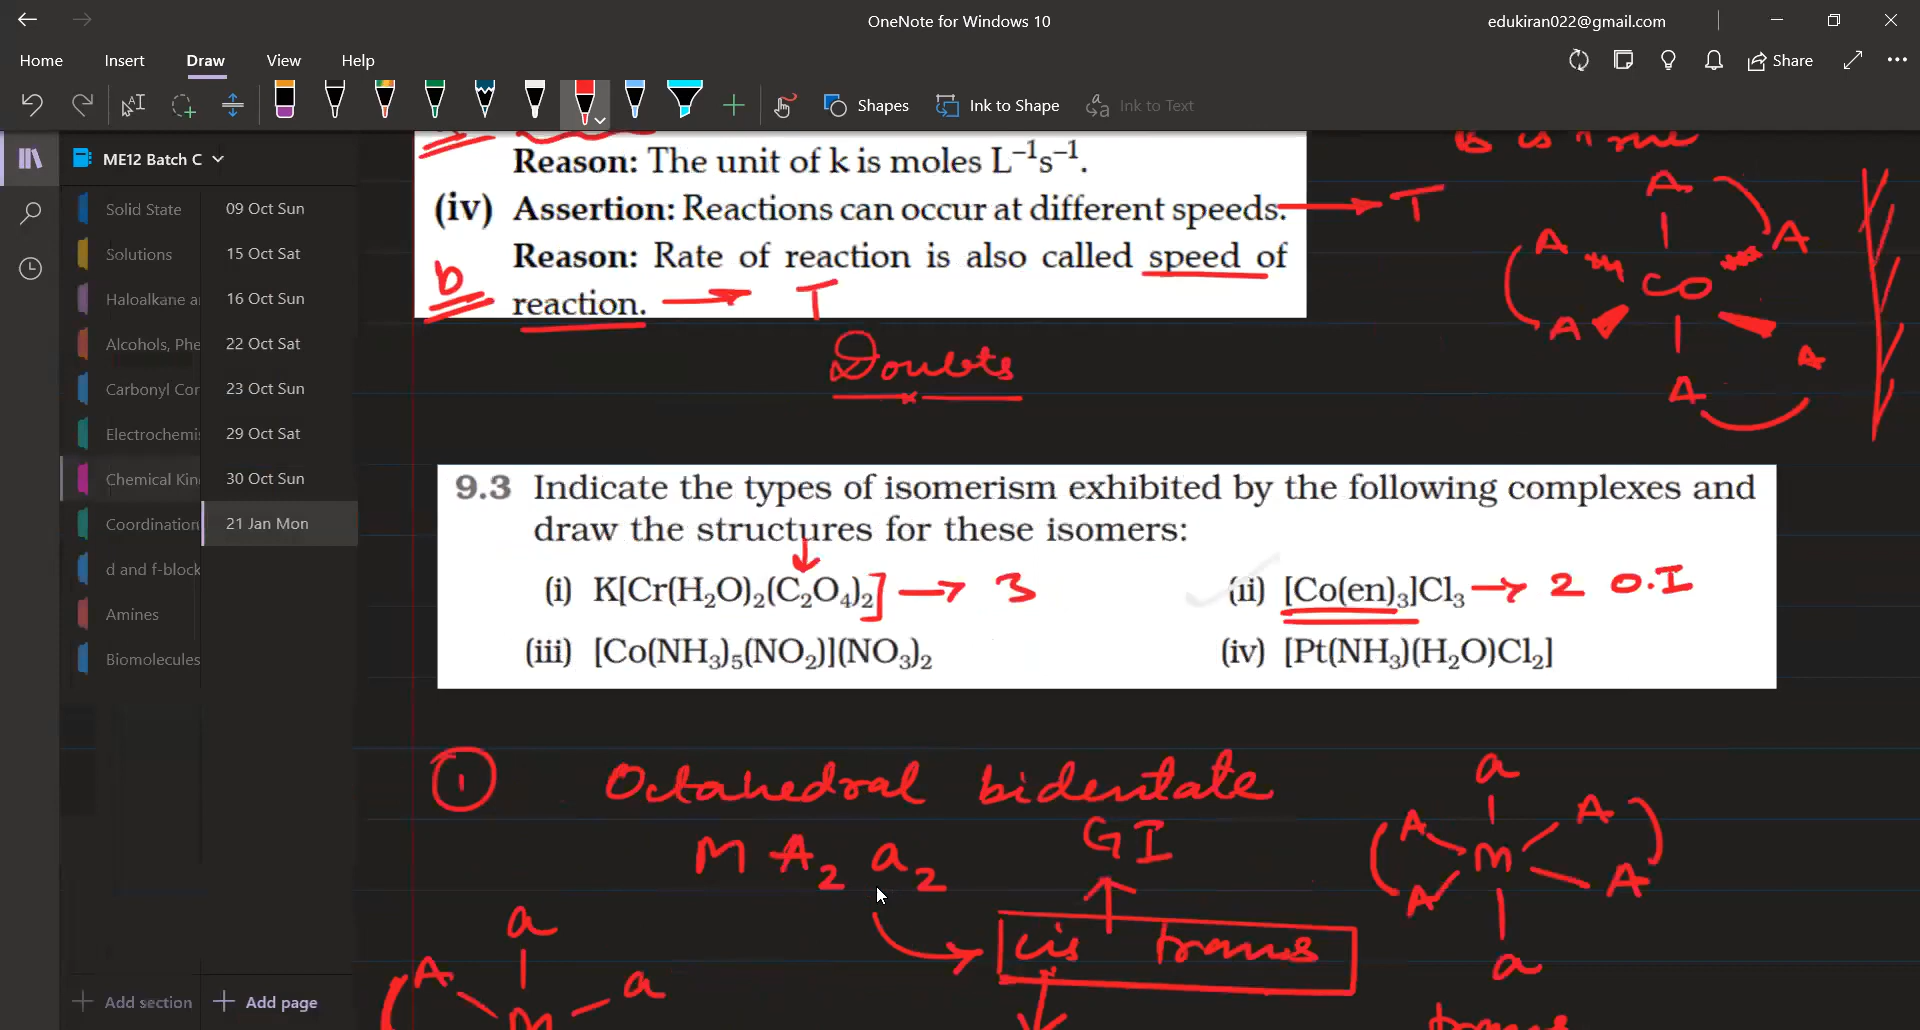 OneNote for Windows 10
edukiran022@gmail.com
Home Insert Draw View Help
Share
Shapes Ink to Shape Ink to Text
ME12 Batch C
Solid State
Solutions
Haloalkane a
Alcohols, Phe
Carbonyl Cor
Electrochemi
Chemical Kin
Coordination
d and f-block
Amines
Biomolecules
09 Oct Sun
15 Oct Sat
16 Oct Sun
22 Oct Sat
23 Oct Sun
29 Oct Sat
30 Oct Sun
21 Jan Mon
Add section
Add page
Reason: The unit of k is moles L⁻¹s⁻¹.
(iv) Assertion: Reactions can occur at different speeds. → T
Reason: Rate of reaction is also called speed of
b reaction. → T
A
A A
Co
A A
A
Doubts
9.3 Indicate the types of isomerism exhibited by the following complexes and
draw the structures for these isomers:
(i) K[Cr(H₂O)₂(C₂O₄)₂] → 3
(ii) [Co(en)₃]Cl₃ → 2 O.I
(iii) [Co(NH₃)₅(NO₂)](NO₃)₂
(iv) [Pt(NH₃)(H₂O)Cl₂]
1 Octahedral bidentate
M A₂ a₂
G I
cis trans
a
A A
M
A A
a
trans
a
A a
M